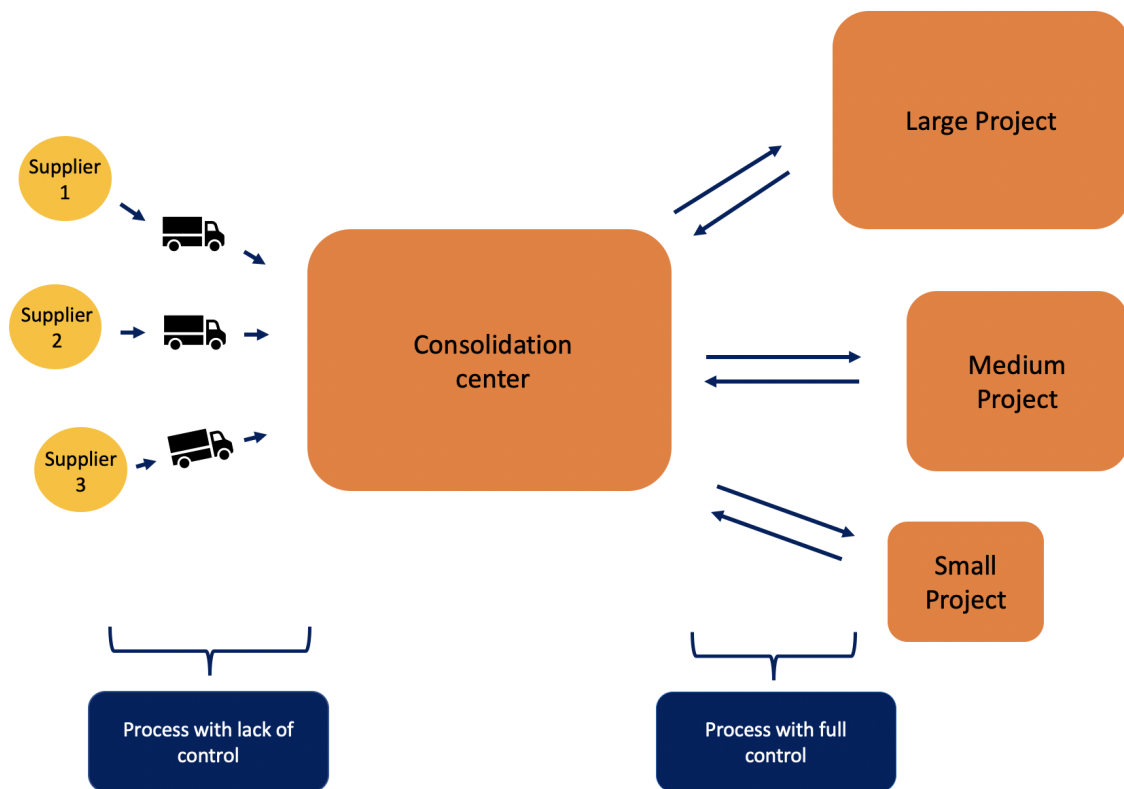 Large Project
Supplier
1
Supplier
2
Supplier
3
Consolidation
center
Medium
Project
Small
Project
Process with lack of
control
Process with full
control